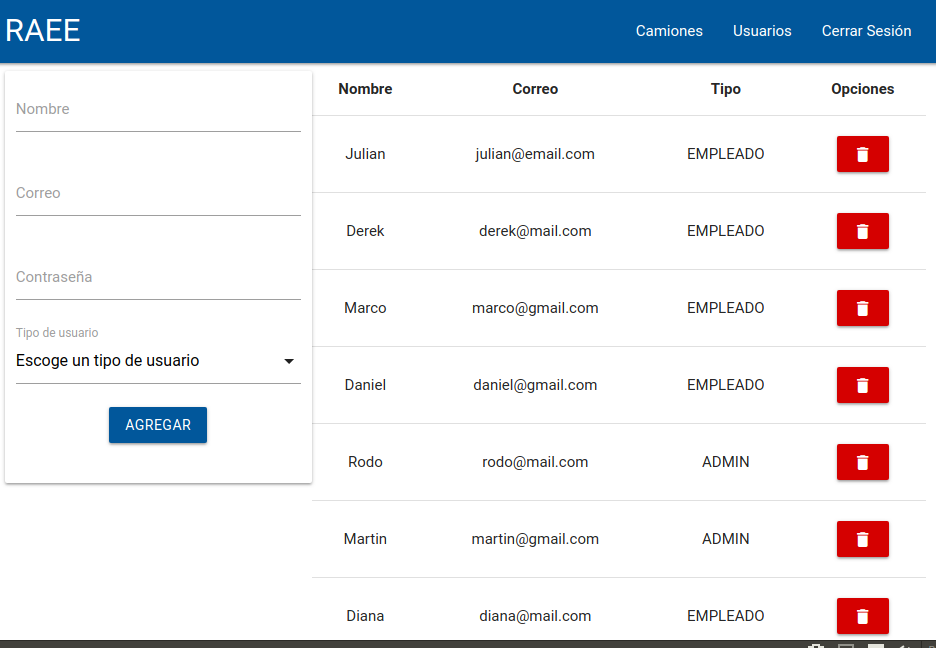 RAEE
Camiones Usuarios Cerrar Sesión
Nombre
Correo
Contraseña
Tipo de usuario
Escoge un tipo de usuario
AGREGAR
Nombre Correo Tipo Opciones
Julian julian@email.com EMPLEADO
Derek derek@mail.com EMPLEADO
Marco marco@gmail.com EMPLEADO
Daniel daniel@gmail.com EMPLEADO
Rodo rodo@mail.com ADMIN
Martin martin@gmail.com ADMIN
Diana diana@mail.com EMPLEADO